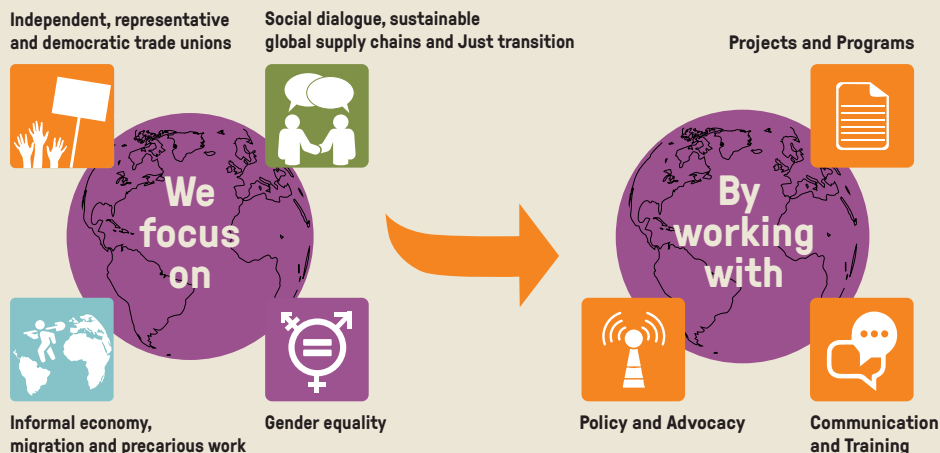 Independent, representative
and democratic trade unions
Social dialogue, sustainable
global supply chains and Just transition
We
focus
on
Informal economy,
migration and precarious work
Gender equality
Projects and Programs
By
working
with
Policy and Advocacy
Communication
and Training